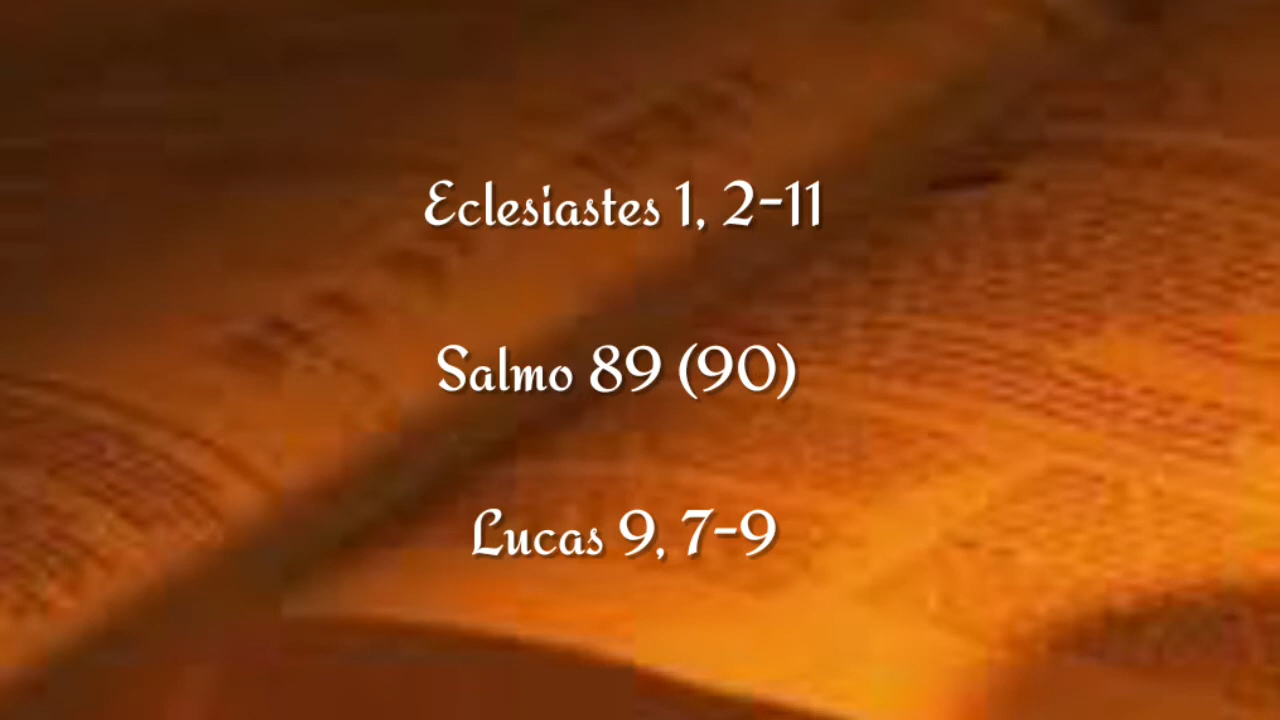 Eclesiastes 1, 2-11
Salmo 89 (90)
Lucas 9, 7-9